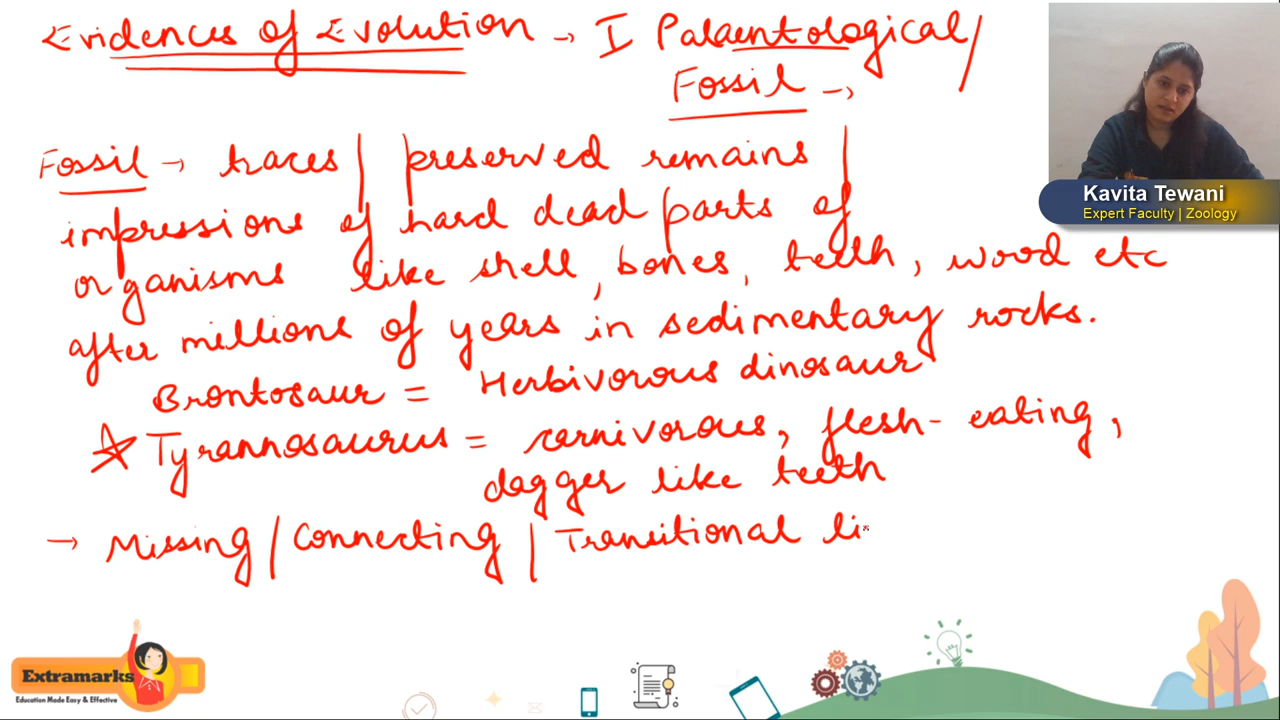 Evidences of Evolution → I Palaentological/
Fossil →
Fossil → traces | preserved remains |
impressions of hard dead parts of
organisms like shell, bones, teeth, wood etc
after millions of years in sedimentary rocks.
Brontosaur = Herbivorous dinosaur
☆ Tyrannosaurus = carnivorous, flesh-eating,
dagger like teeth
→ Missing / Connecting / Transitional li
Kavita Tewani
Expert Faculty | Zoology
Extramarks
Education Made Easy & Effective